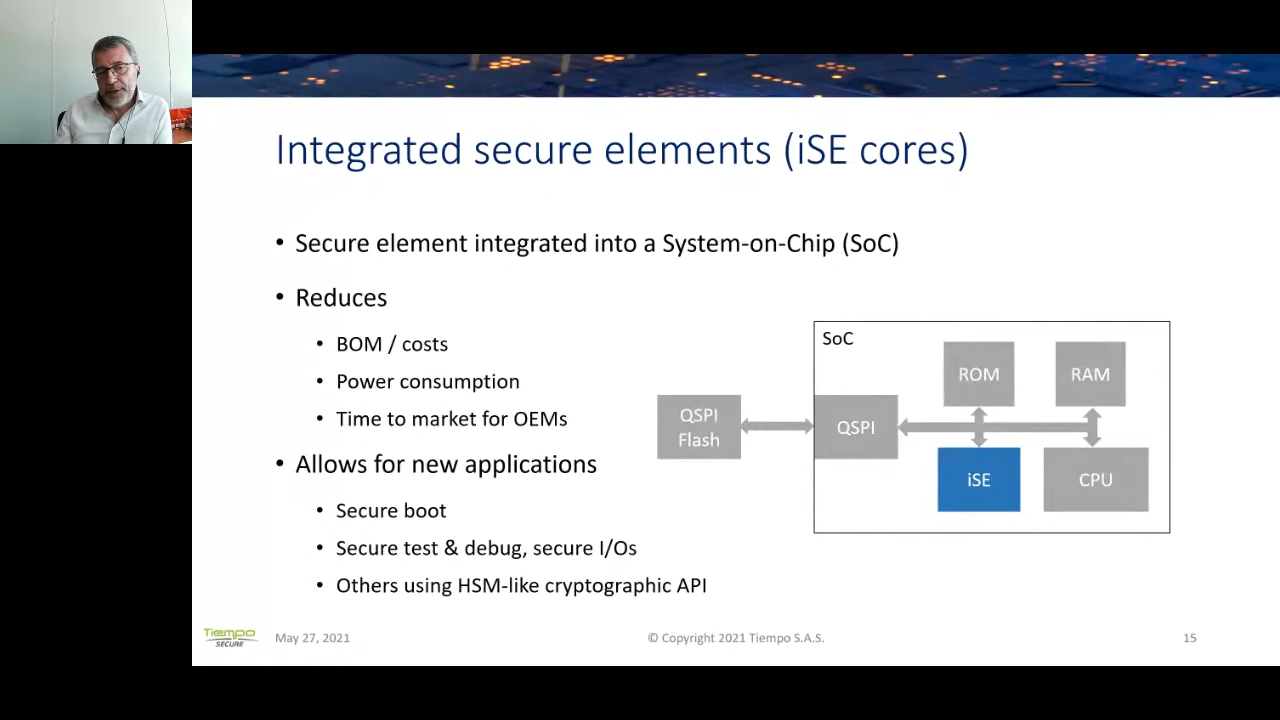 Integrated secure elements (iSE cores)
• Secure element integrated into a System-on-Chip (SoC)
• Reduces
• BOM / costs
• Power consumption
• Time to market for OEMs
• Allows for new applications
• Secure boot
• Secure test & debug, secure I/Os
• Others using HSM-like cryptographic API
SoC
ROM
RAM
QSPI
Flash
QSPI
iSE
CPU
Tiempo
SECURE
May 27, 2021
© Copyright 2021 Tiempo S.A.S.
15